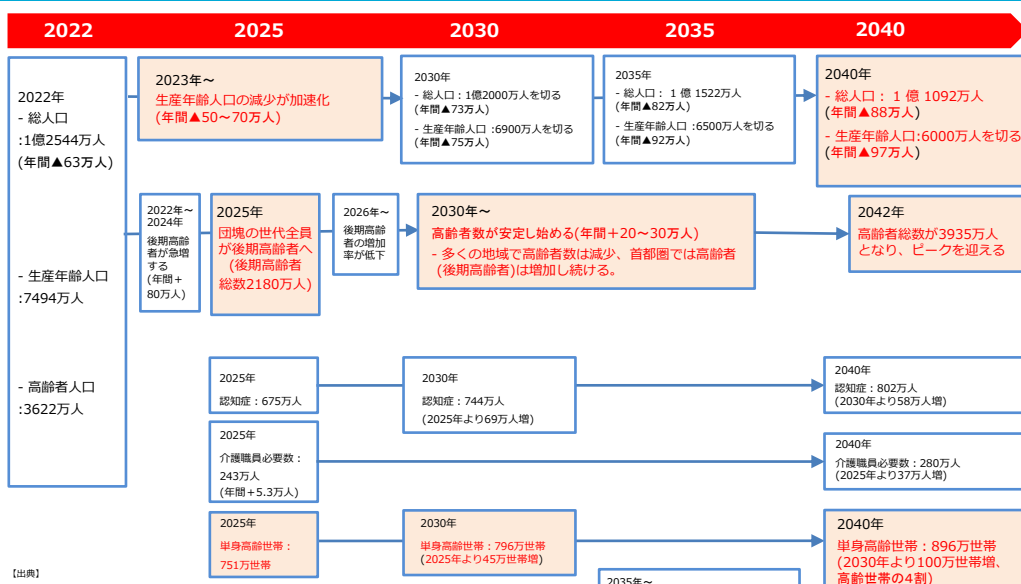 2022
2025
2030
2035
2040
2022年
- 総人口
:1億2544万人
(年間▲63万人)
- 生産年齢人口
:7494万人
- 高齢者人口
:3622万人
2023年~
生産年齢人口の減少が加速化
(年間▲50~70万人)
2030年
- 総人口:1億2000万人を切る
(年間▲73万人)
- 生産年齢人口 :6900万人を切る
(年間▲75万人)
2035年
- 総人口: 1 億 1522万人
(年間▲82万人)
- 生産年齢人口 :6500万人を切る
(年間▲92万人)
2040年
- 総人口: 1 億 1092万人
(年間▲88万人)
- 生産年齢人口:6000万人を切る
(年間▲97万人)
2022年~
2024年
後期高齢
者が急増
する
(年間+
80万人)
2025年
団塊の世代全員
が後期高齢者へ
(後期高齢者
総数2180万人)
2026年~
後期高齢
者の増加
率が低下
2030年~
高齢者数が安定し始める(年間+20~30万人)
- 多くの地域で高齢者数は減少、首都圏では高齢者
(後期高齢者)は増加し続ける。
2042年
高齢者総数が3935万人
となり、ピークを迎える
2025年
認知症:675万人
2030年
認知症:744万人
(2025年より69万人増)
2040年
認知症:802万人
(2030年より58万人増)
2025年
介護職員必要数:
243万人
(年間+5.3万人)
2040年
介護職員必要数:280万人
(2025年より37万人増)
2025年
単身高齢世帯:
751万世帯
2030年
単身高齢世帯:796万世帯
(2025年より45万世帯増)
2040年
単身高齢世帯:896万世帯
(2030年より100万世帯増、
高齢世帯の4割)
2035年~
【出典】